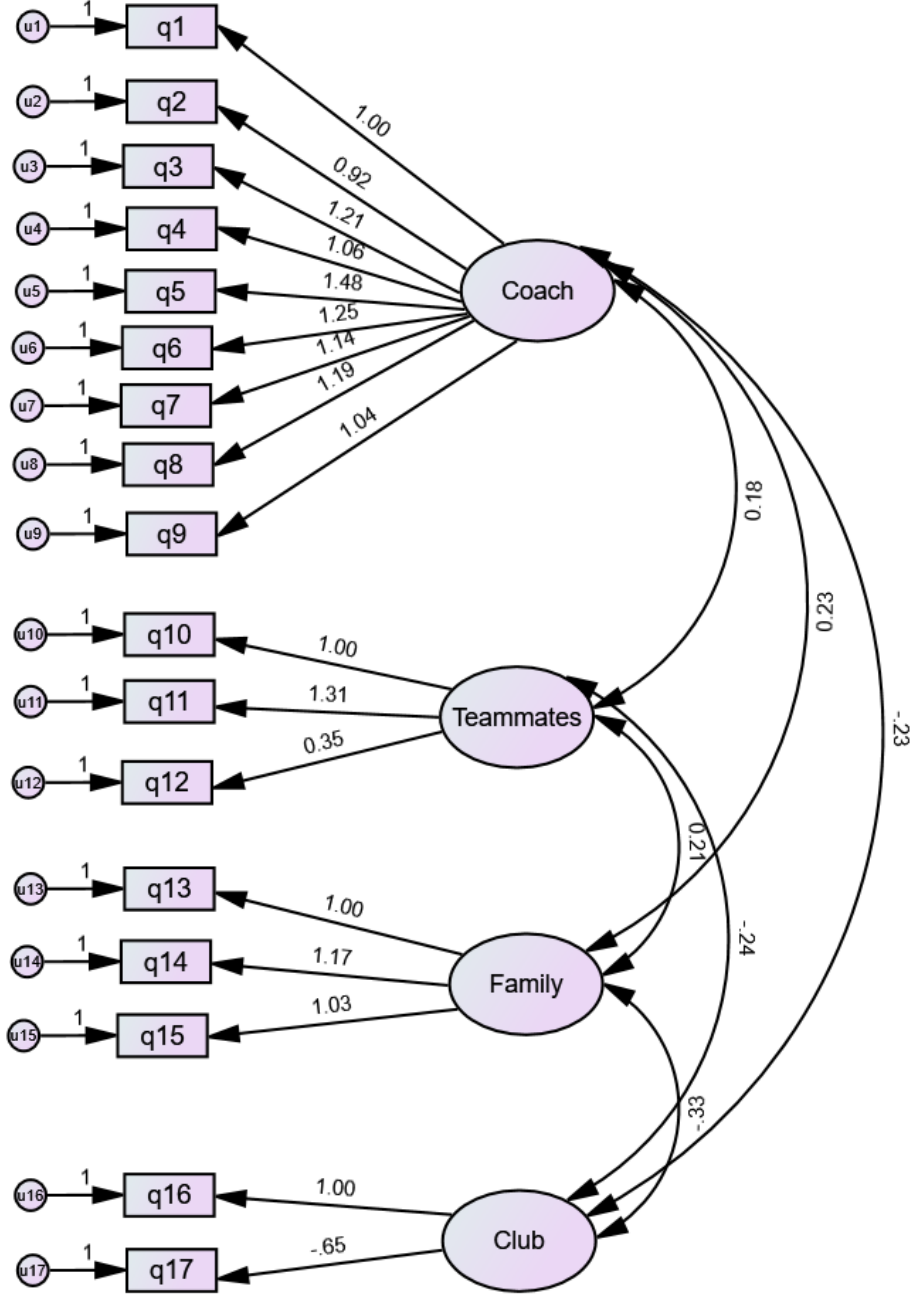 u1 1 q1
1.00
u2 1 q2
0.92
u3 1 q3
1.21
u4 1 q4
1.06
u5 1 q5
1.48
Coach
u6 1 q6
1.25
u7 1 q7
1.14
u8 1 q8
1.19
u9 1 q9
1.04
0.18
0.23
-.23
u10 1 q10
1.00
u11 1 q11
1.31
Teammates
u12 1 q12
0.35
0.21
-.24
u13 1 q13
1.00
u14 1 q14
1.17
Family
u15 1 q15
1.03
-.33
u16 1 q16
1.00
Club
u17 1 q17
-.65